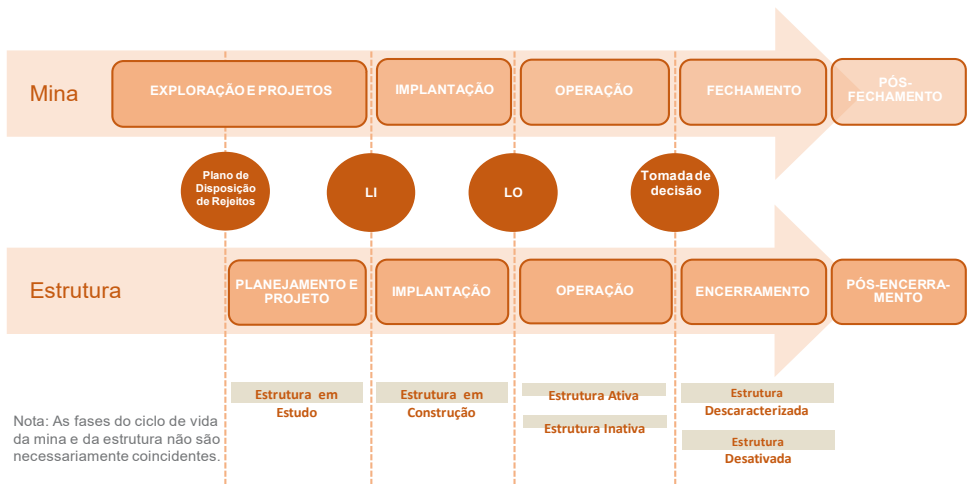 Mina
EXPLORAÇÃO E PROJETOS
IMPLANTAÇÃO
OPERAÇÃO
FECHAMENTO
PÓS-
FECHAMENTO
Plano de
Disposição
de Rejeitos
LI
LO
Tomada de
decisão
Estrutura
PLANEJAMENTO E
PROJETO
IMPLANTAÇÃO
OPERAÇÃO
ENCERRAMENTO
PÓS-ENCERRA-
MENTO
Estrutura em
Estudo
Estrutura em
Construção
Estrutura Ativa
Estrutura Inativa
Estrutura
Descaracterizada
Estrutura
Desativada
Nota: As fases do ciclo de vida
da mina e da estrutura não são
necessariamente coincidentes.